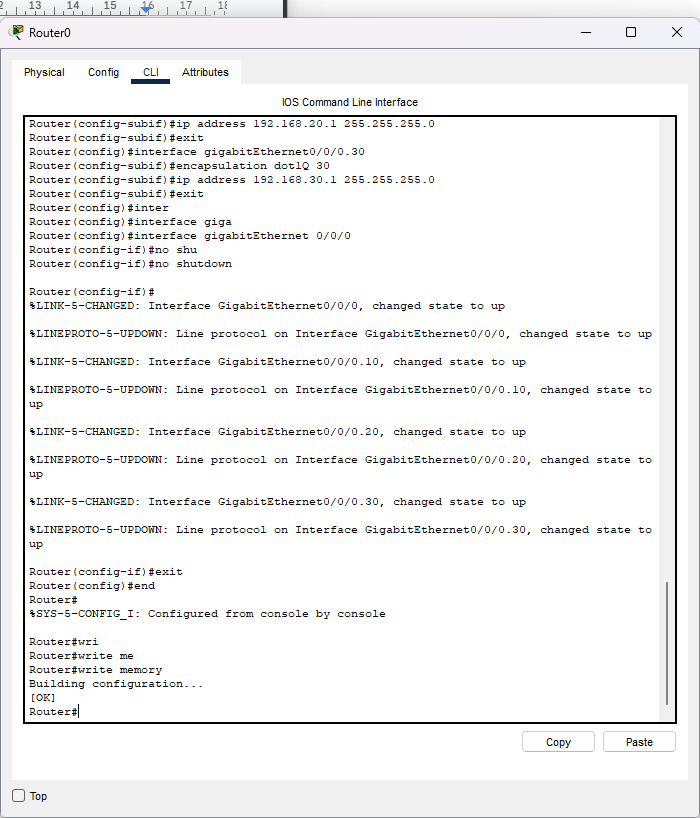 12 13 14 15 16 17 18
Router0
Physical Config CLI Attributes
IOS Command Line Interface
Router(config-subif)#ip address 192.168.20.1 255.255.255.0
Router(config-subif)#exit
Router(config)#interface gigabitEthernet0/0/0.30
Router(config-subif)#encapsulation dot1Q 30
Router(config-subif)#ip address 192.168.30.1 255.255.255.0
Router(config-subif)#exit
Router(config)#inter
Router(config)#interface giga
Router(config)#interface gigabitEthernet 0/0/0
Router(config-if)#no shu
Router(config-if)#no shutdown
Router(config-if)#
%LINK-5-CHANGED: Interface GigabitEthernet0/0/0, changed state to up
%LINEPROTO-5-UPDOWN: Line protocol on Interface GigabitEthernet0/0/0, changed state to up
%LINK-5-CHANGED: Interface GigabitEthernet0/0/0.10, changed state to up
%LINEPROTO-5-UPDOWN: Line protocol on Interface GigabitEthernet0/0/0.10, changed state to
up
%LINK-5-CHANGED: Interface GigabitEthernet0/0/0.20, changed state to up
%LINEPROTO-5-UPDOWN: Line protocol on Interface GigabitEthernet0/0/0.20, changed state to
up
%LINK-5-CHANGED: Interface GigabitEthernet0/0/0.30, changed state to up
%LINEPROTO-5-UPDOWN: Line protocol on Interface GigabitEthernet0/0/0.30, changed state to
up
Router(config-if)#exit
Router(config)#end
Router#
%SYS-5-CONFIG_I: Configured from console by console
Router#wri
Router#write me
Router#write memory
Building configuration...
[OK]
Router#
Copy Paste
Top